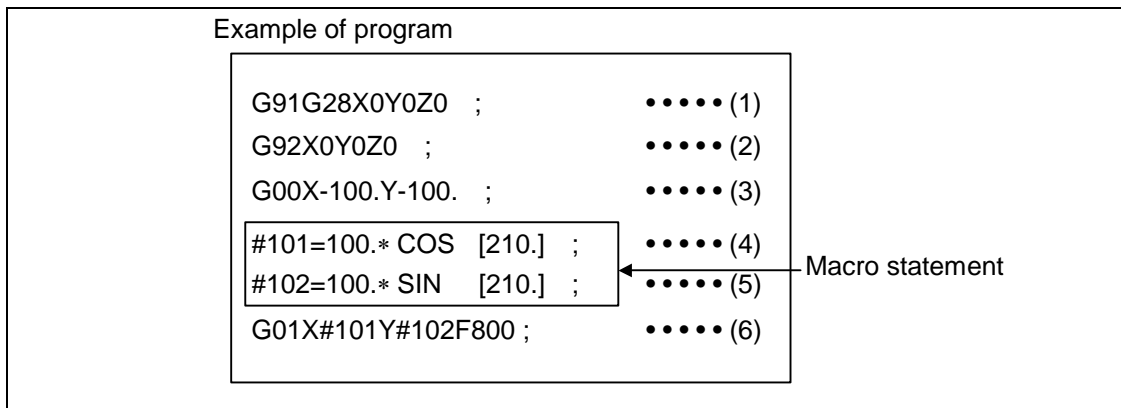 Example of program
G91G28X0Y0Z0 ; •••••(1)
G92X0Y0Z0 ; •••••(2)
G00X-100.Y-100. ; •••••(3)
#101=100.∗ COS [210.] ; •••••(4)
#102=100.∗ SIN [210.] ; •••••(5)
Macro statement
G01X#101Y#102F800 ; •••••(6)